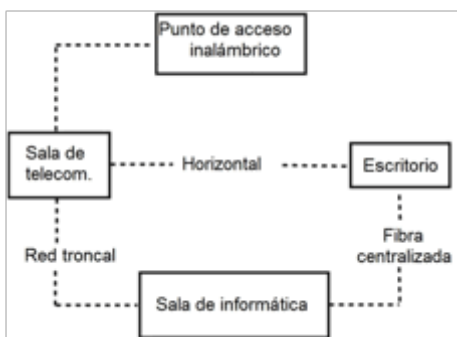 Punto de acceso
inalámbrico
Sala de
telecom.
Horizontal
Escritorio
Red troncal
Fibra
centralizada
Sala de informática